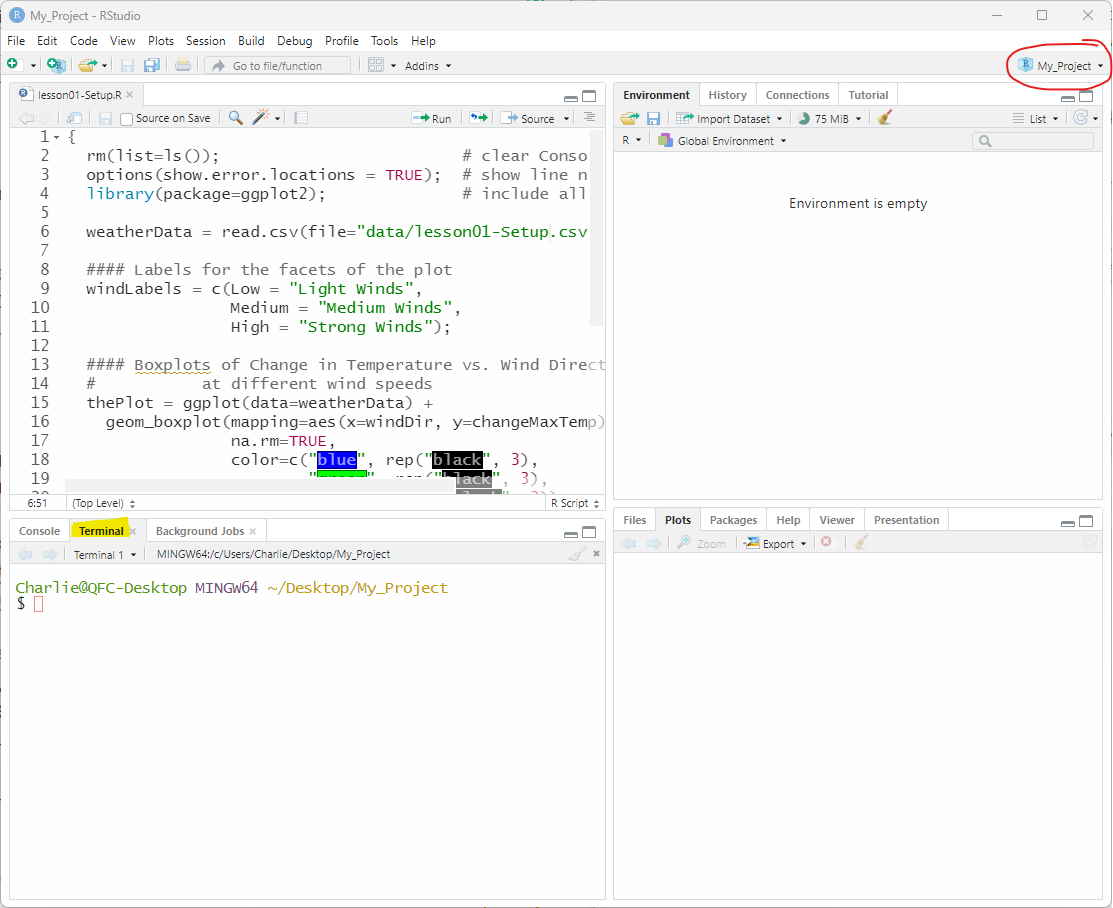 My_Project - RStudio
File Edit Code View Plots Session Build Debug Profile Tools Help
Go to file/function Addins My_Project
lesson01-Setup.R
Source on Save Run Source
1 {
2 rm(list=ls()); # clear Conso
3 options(show.error.locations = TRUE); # show line n
4 library(package=ggplot2); # include all
5
6 weatherData = read.csv(file="data/lesson01-Setup.csv
7
8 #### Labels for the facets of the plot
9 windLabels = c(Low = "Light Winds",
10 Medium = "Medium Winds",
11 High = "Strong Winds");
12
13 #### Boxplots of Change in Temperature vs. Wind Direct
14 # at different wind speeds
15 thePlot = ggplot(data=weatherData) +
16 geom_boxplot(mapping=aes(x=windDir, y=changeMaxTemp)
17 na.rm=TRUE,
18 color=c("blue", rep("black", 3),
19 black", 3),
6:51 (Top Level) R Script
Console Terminal Background Jobs
Terminal 1 MINGW64:/c/Users/Charlie/Desktop/My_Project
Charlie@QFC-Desktop MINGW64 ~/Desktop/My_Project
$
Environment History Connections Tutorial
Import Dataset 75 MiB List
R Global Environment
Environment is empty
Files Plots Packages Help Viewer Presentation
Zoom Export